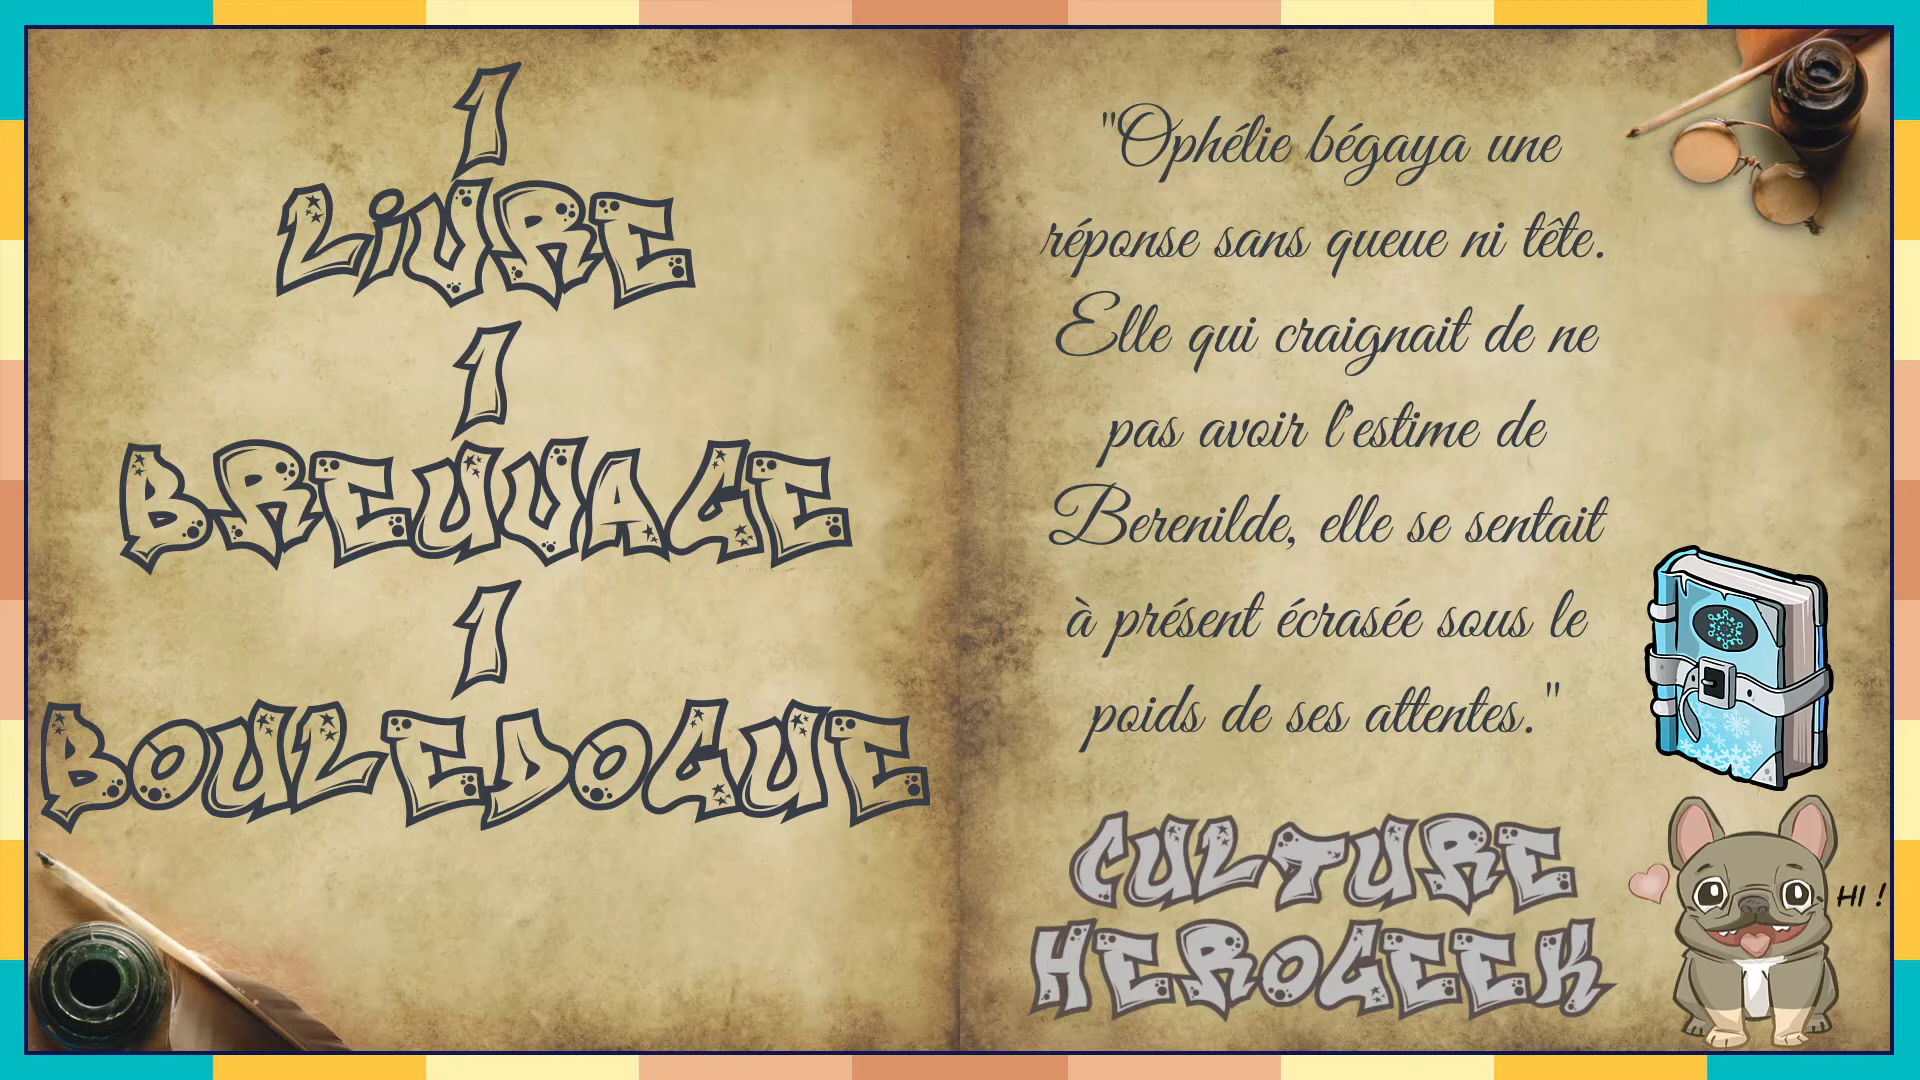 1
LiVRE
1
BREUVAGE
1
BOULEDOGUE
"Ophélie bégaya une
réponse sans queue ni tête.
Elle qui craignait de ne
pas avoir l'estime de
Berenilde, elle se sentait
à présent écrasée sous le
poids de ses attentes."
CULTURE
HEROGEEK
HI !